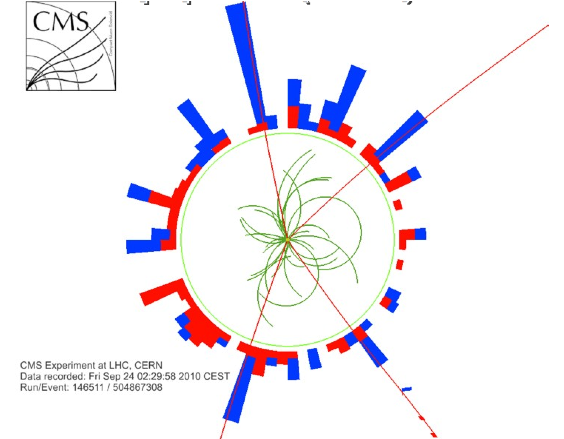 CMS
CMS Experiment at LHC, CERN
Data recorded: Fri Sep 24 02:29:58 2010 CEST
Run/Event: 146511 / 504867308